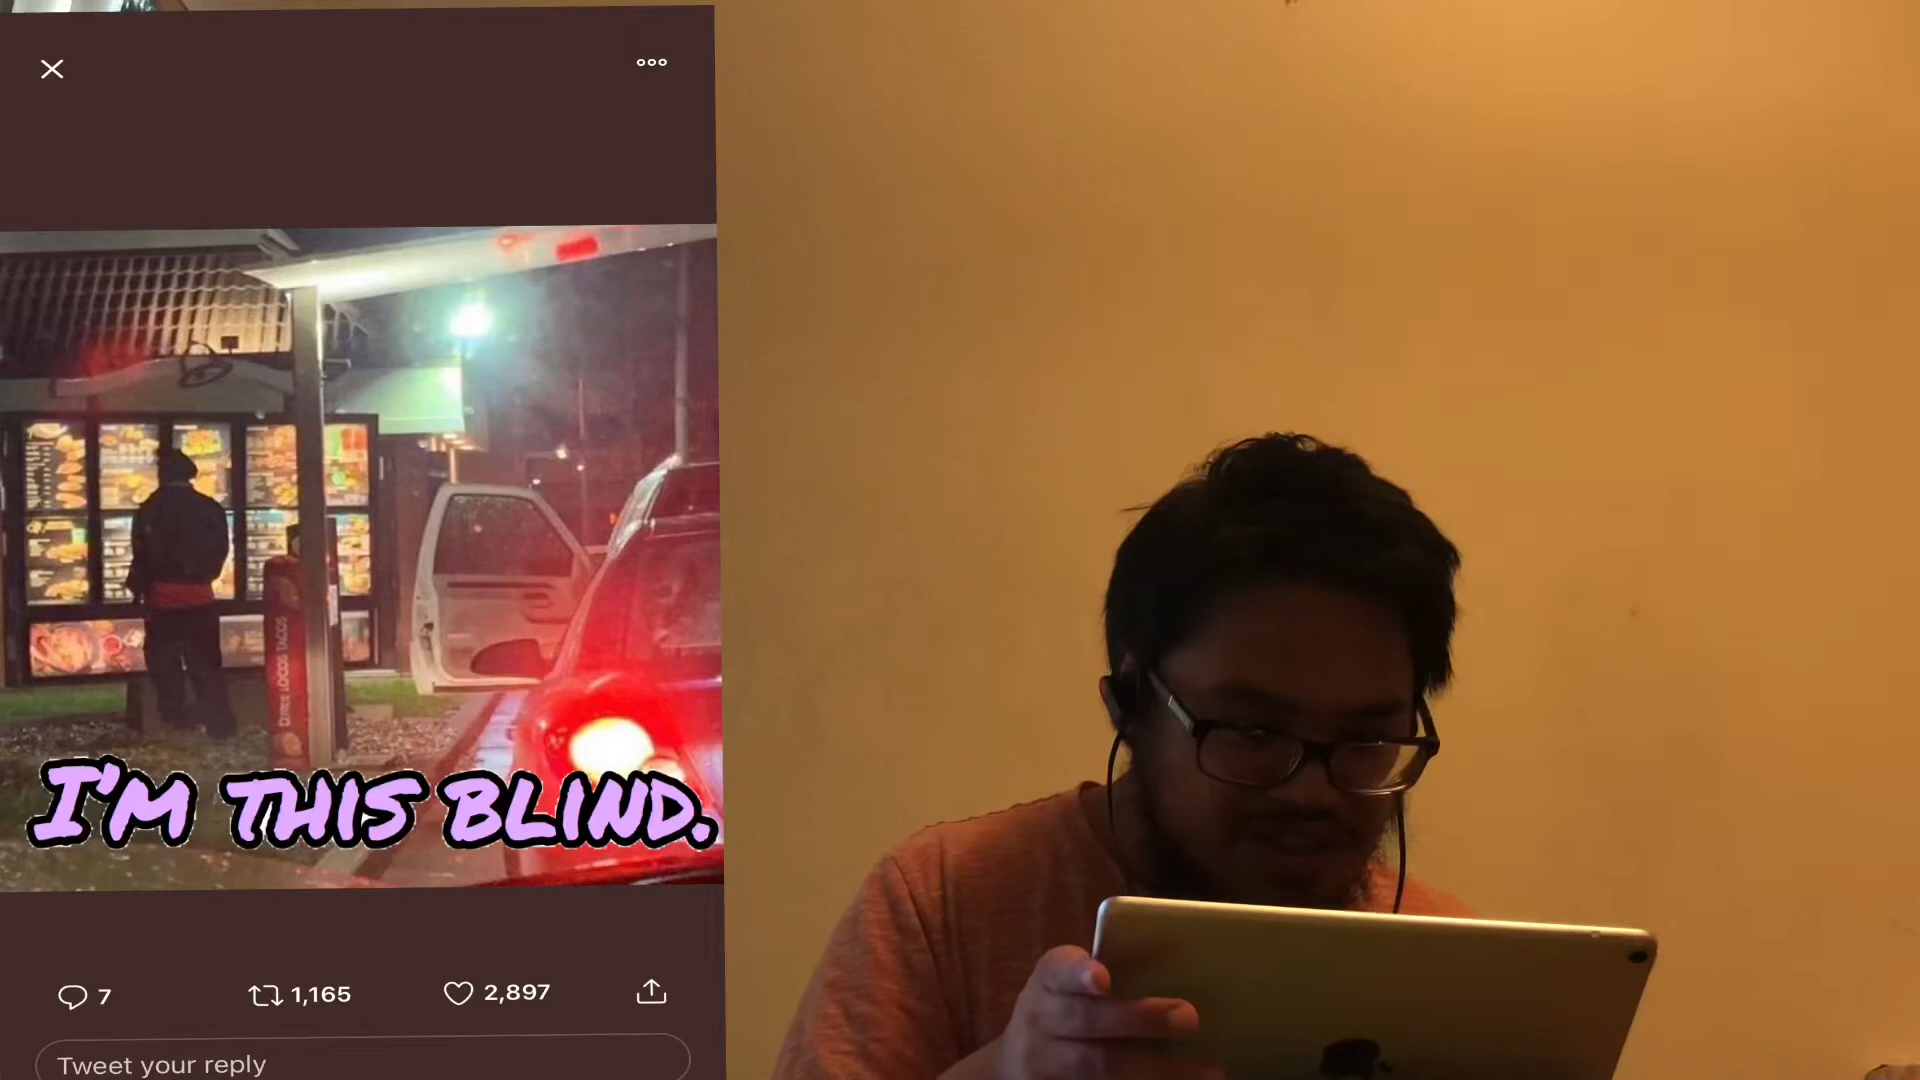 I'M THIS BLIND.
DORITOS LOCOS TACOS
7
1,165
2,897
Tweet your reply